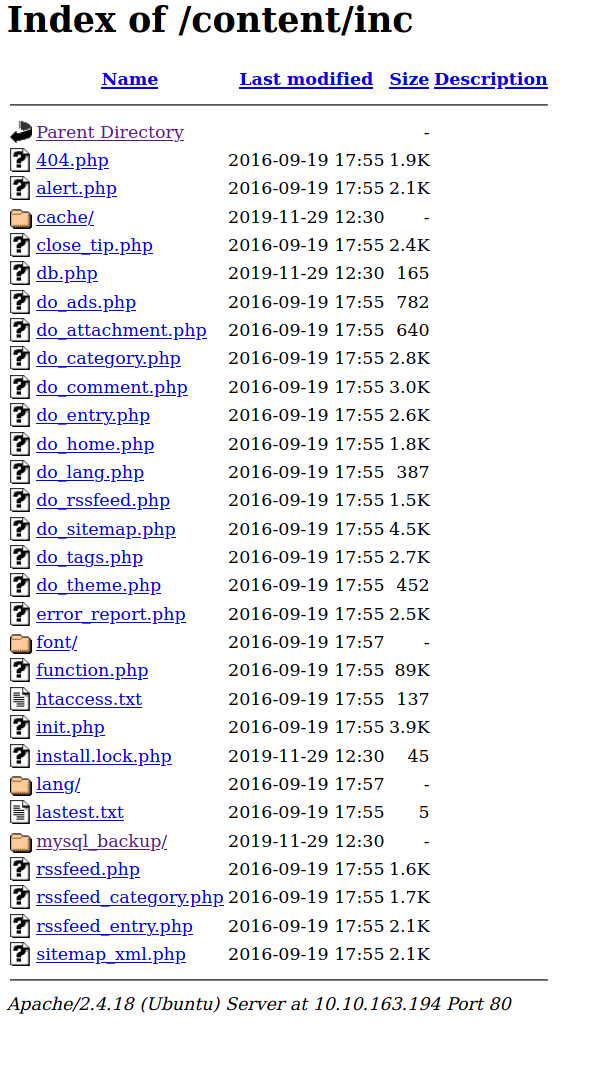 Index of /content/inc
Name Last modified Size Description
Parent Directory -
404.php 2016-09-19 17:55 1.9K
alert.php 2016-09-19 17:55 2.1K
cache/ 2019-11-29 12:30 -
close_tip.php 2016-09-19 17:55 2.4K
db.php 2019-11-29 12:30 165
do_ads.php 2016-09-19 17:55 782
do_attachment.php 2016-09-19 17:55 640
do_category.php 2016-09-19 17:55 2.8K
do_comment.php 2016-09-19 17:55 3.0K
do_entry.php 2016-09-19 17:55 2.6K
do_home.php 2016-09-19 17:55 1.8K
do_lang.php 2016-09-19 17:55 387
do_rssfeed.php 2016-09-19 17:55 1.5K
do_sitemap.php 2016-09-19 17:55 4.5K
do_tags.php 2016-09-19 17:55 2.7K
do_theme.php 2016-09-19 17:55 452
error_report.php 2016-09-19 17:55 2.5K
font/ 2016-09-19 17:57 -
function.php 2016-09-19 17:55 89K
htaccess.txt 2016-09-19 17:55 137
init.php 2016-09-19 17:55 3.9K
install.lock.php 2019-11-29 12:30 45
lang/ 2016-09-19 17:57 -
lastest.txt 2016-09-19 17:55 5
mysql_backup/ 2019-11-29 12:30 -
rssfeed.php 2016-09-19 17:55 1.6K
rssfeed_category.php 2016-09-19 17:55 1.7K
rssfeed_entry.php 2016-09-19 17:55 2.1K
sitemap_xml.php 2016-09-19 17:55 2.1K
Apache/2.4.18 (Ubuntu) Server at 10.10.163.194 Port 80